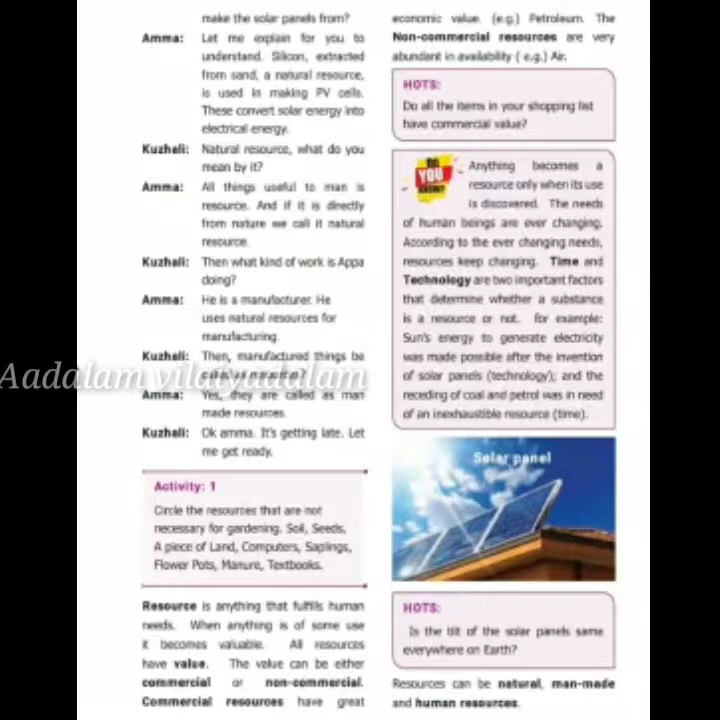 make the solar panels from?
Amma: Let me explain for you to
understand. Silicon, extracted
from sand, a natural resource,
is used in making PV cells.
These convert solar energy into
electrical energy.
Kuzhali: Natural resource, what do you
mean by it?
Amma: All things useful to man is
resource. And if it is directly
from nature we call it natural
resource.
Kuzhali: Then what kind of work is Appa
doing?
Amma: He is a manufacturer. He
uses natural resources for
manufacturing.
Kuzhali: Then, manufactured things be
called as resources?
Amma: Yes, they are called as man
made resources.
Kuzhali: Ok amma. It's getting late. Let
me get ready.
Activity: 1
Circle the resources that are not
necessary for gardening. Soil, Seeds,
A piece of Land, Computers, Saplings,
Flower Pots, Manure, Textbooks.
Resource is anything that fulfills human
needs. When anything is of some use
it becomes valuable. All resources
have value. The value can be either
commercial or non-commercial.
Commercial resources have great
economic value. (e.g.) Petroleum. The
Non-commercial resources are very
abundant in availability ( e.g.) Air.
HOTS:
Do all the items in your shopping list
have commercial value?
DO
YOU
KNOW?
Anything becomes a
resource only when its use
is discovered. The needs
of human beings are ever changing.
According to the ever changing needs,
resources keep changing. Time and
Technology are two important factors
that determine whether a substance
is a resource or not. for example:
Sun's energy to generate electricity
was made possible after the invention
of solar panels (technology); and the
receding of coal and petrol was in need
of an inexhaustible resource (time).
Solar panel
HOTS:
Is the tilt of the solar panels same
everywhere on Earth?
Resources can be natural, man-made
and human resources.
Aadalam vilaiyaadalam